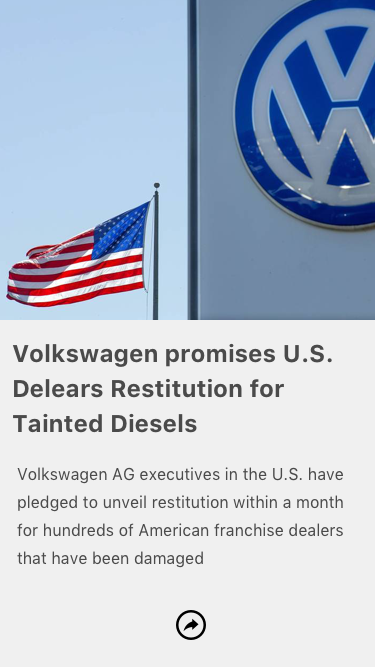 Volkswagen promises U.S.
Delears Restitution for
Tainted Diesels
Volkswagen AG executives in the U.S. have
pledged to unveil restitution within a month
for hundreds of American franchise dealers
that have been damaged